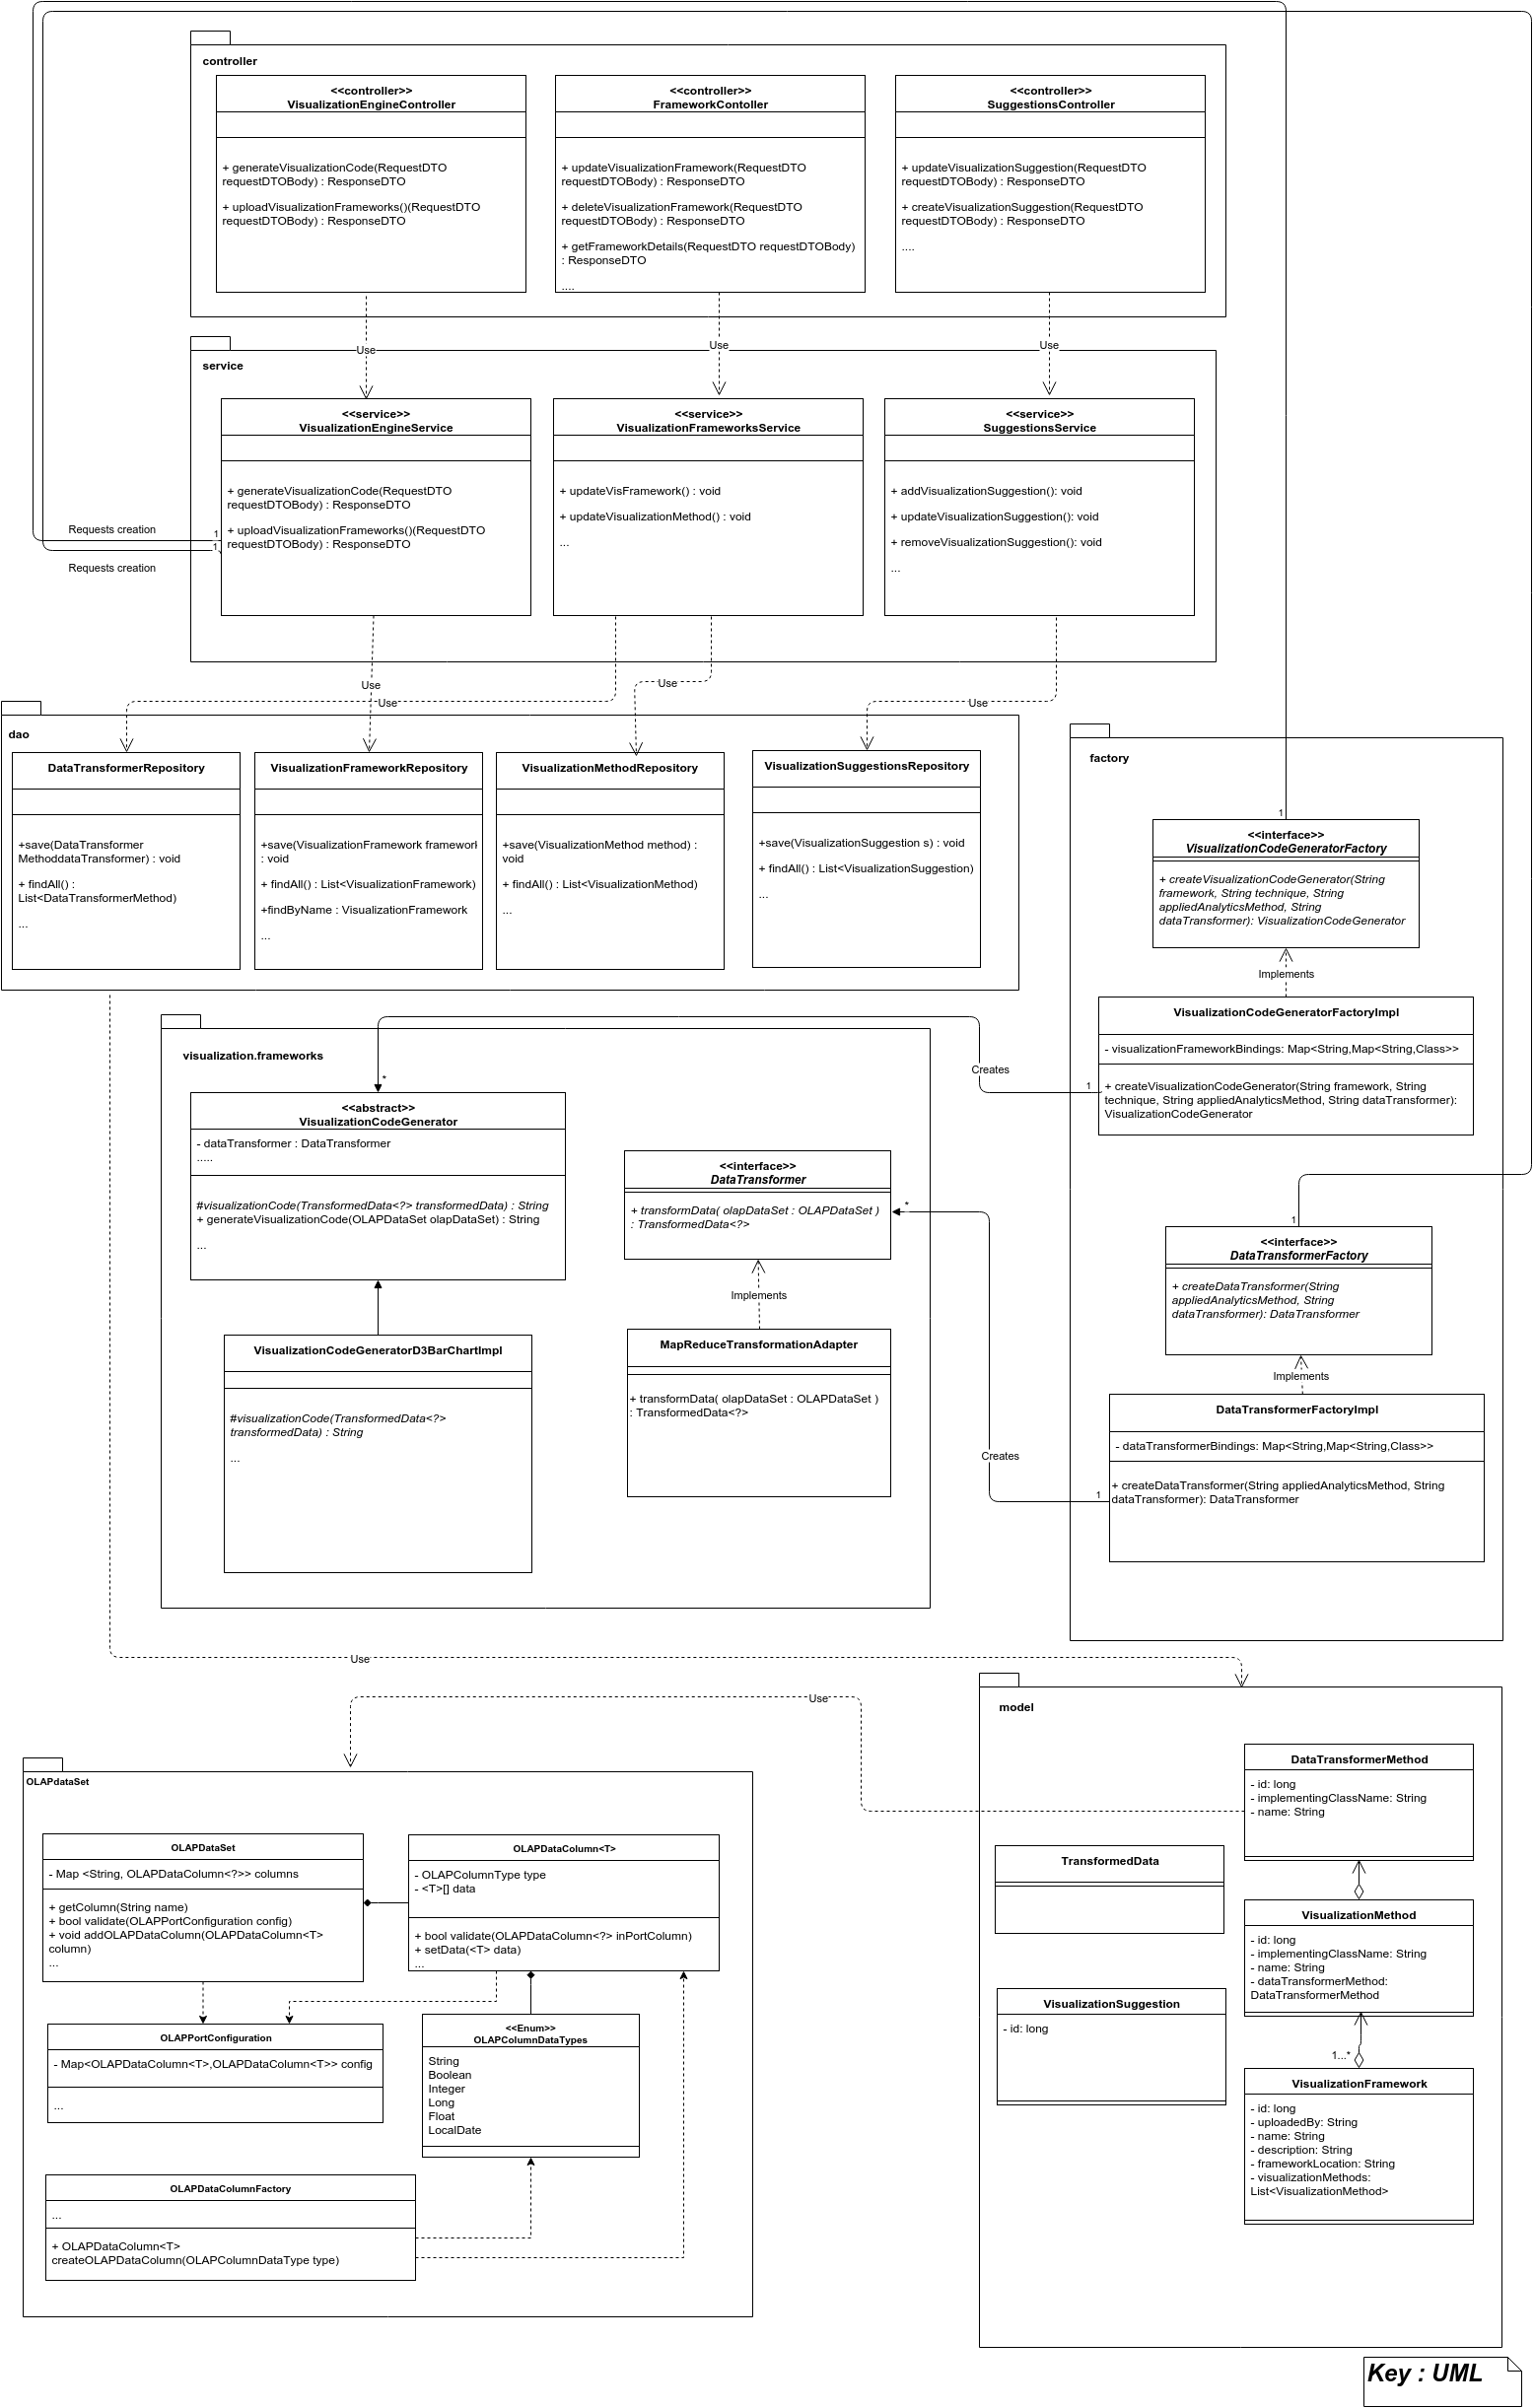 controller
<<controller>>
VisualizationEngineController
+ generateVisualizationCode(RequestDTO
requestDTOBody) : ResponseDTO
+ uploadVisualizationFrameworks()(RequestDTO
requestDTOBody) : ResponseDTO
<<controller>>
FrameworkContoller
+ updateVisualizationFramework(RequestDTO
requestDTOBody) : ResponseDTO
+ deleteVisualizationFramework(RequestDTO
requestDTOBody) : ResponseDTO
+ getFrameworkDetails(RequestDTO requestDTOBody)
: ResponseDTO
....
<<controller>>
SuggestionsController
+ updateVisualizationSuggestion(RequestDTO
requestDTOBody) : ResponseDTO
+ createVisualizationSuggestion(RequestDTO
requestDTOBody) : ResponseDTO
....
Use
Use
Use
service
<<service>>
VisualizationEngineService
+ generateVisualizationCode(RequestDTO
requestDTOBody) : ResponseDTO
+ uploadVisualizationFrameworks()(RequestDTO
requestDTOBody) : ResponseDTO
<<service>>
VisualizationFrameworksService
+ updateVisFramework() : void
+ updateVisualizationMethod() : void
...
<<service>>
SuggestionsService
+ addVisualizationSuggestion(): void
+ updateVisualizationSuggestion(): void
+ removeVisualizationSuggestion(): void
...
Requests creation
1
1
Requests creation
Use
Use
Use
Use
dao
DataTransformerRepository
+save(DataTransformer
MethoddataTransformer) : void
+ findAll() :
List<DataTransformerMethod)
...
VisualizationFrameworkRepository
+save(VisualizationFramework framework
: void
+ findAll() : List<VisualizationFramework)
+findByName : VisualizationFramework
...
VisualizationMethodRepository
+save(VisualizationMethod method) :
void
+ findAll() : List<VisualizationMethod)
...
VisualizationSuggestionsRepository
+save(VisualizationSuggestion s) : void
+ findAll() : List<VisualizationSuggestion)
...
factory
1
<<interface>>
VisualizationCodeGeneratorFactory
+ createVisualizationCodeGenerator(String
framework, String technique, String
appliedAnalyticsMethod, String
dataTransformer): VisualizationCodeGenerator
Implements
VisualizationCodeGeneratorFactoryImpl
- visualizationFrameworkBindings: Map<String,Map<String,Class>>
+ createVisualizationCodeGenerator(String framework, String
technique, String appliedAnalyticsMethod, String dataTransformer):
VisualizationCodeGenerator
1
Creates
1
<<interface>>
DataTransformerFactory
+ createDataTransformer(String
appliedAnalyticsMethod, String
dataTransformer): DataTransformer
Implements
DataTransformerFactoryImpl
- dataTransformerBindings: Map<String,Map<String,Class>>
+ createDataTransformer(String appliedAnalyticsMethod, String
dataTransformer): DataTransformer
1
Creates
visualization.frameworks
*
<<abstract>>
VisualizationCodeGenerator
- dataTransformer : DataTransformer
.....
#visualizationCode(TransformedData<?> transformedData) : String
+ generateVisualizationCode(OLAPDataSet olapDataSet) : String
...
VisualizationCodeGeneratorD3BarChartImpl
#visualizationCode(TransformedData<?>
transformedData) : String
...
<<interface>>
DataTransformer
+ transformData( olapDataSet : OLAPDataSet )
: TransformedData<?>
*
Implements
MapReduceTransformationAdapter
+ transformData( olapDataSet : OLAPDataSet )
: TransformedData<?>
Use
Use
model
DataTransformerMethod
- id: long
- implementingClassName: String
- name: String
TransformedData
VisualizationMethod
- id: long
- implementingClassName: String
- name: String
- dataTransformerMethod:
DataTransformerMethod
VisualizationSuggestion
- id: long
1...*
VisualizationFramework
- id: long
- uploadedBy: String
- name: String
- description: String
- frameworkLocation: String
- visualizationMethods:
List<VisualizationMethod>
OLAPdataSet
OLAPDataSet
- Map <String, OLAPDataColumn<?>> columns
+ getColumn(String name)
+ bool validate(OLAPPortConfiguration config)
+ void addOLAPDataColumn(OLAPDataColumn<T>
column)
...
OLAPDataColumn<T>
- OLAPColumnType type
- <T>[] data
+ bool validate(OLAPDataColumn<?> inPortColumn)
+ setData(<T> data)
...
OLAPPortConfiguration
- Map<OLAPDataColumn<T>,OLAPDataColumn<T>> config
...
<<Enum>>
OLAPColumnDataTypes
String
Boolean
Integer
Long
Float
LocalDate
OLAPDataColumnFactory
...
+ OLAPDataColumn<T>
createOLAPDataColumn(OLAPColumnDataType type)
Key : UML